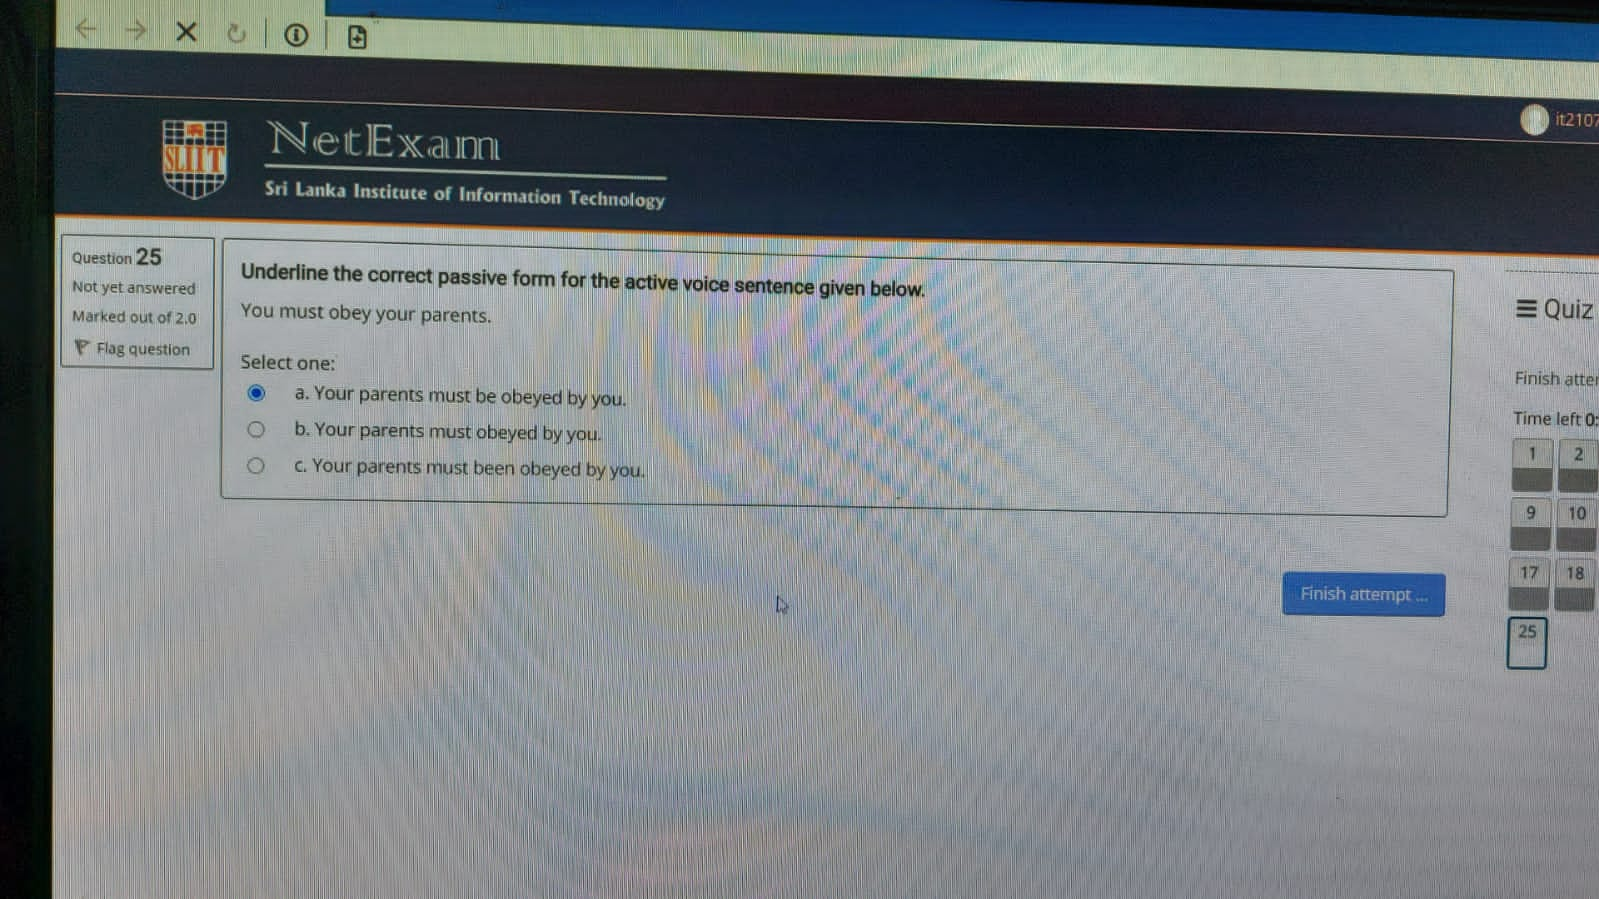 it2107
SLIIT
NetExam
Sri Lanka Institute of Information Technology
Question 25
Not yet answered
Marked out of 2.0
Flag question
Underline the correct passive form for the active voice sentence given below.
You must obey your parents.
Select one:
a. Your parents must be obeyed by you.
b. Your parents must obeyed by you.
c. Your parents must been obeyed by you.
Finish attempt ...
Quiz
Finish atte
Time left 0:
1 2
9 10
17 18
25